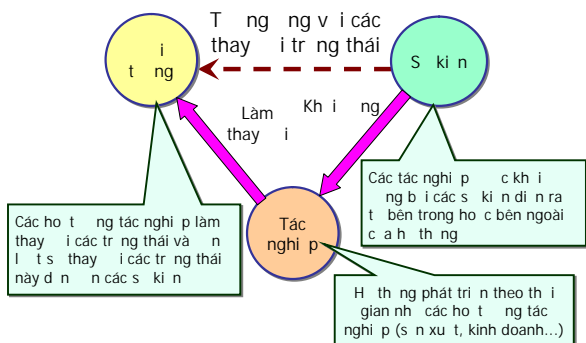 T ng ng v i các
thay i tr ng thái
i
t ng
S ki n
Làm
thay i
Kh i ng
Các tác nghi p c kh i
ng b i các s ki n di n ra
t bên trong ho c bên ngoài
c a h th ng
Các ho t ng tác nghi p làm
thay i các tr ng thái và n
l t s thay i các tr ng thái
này d n n các s ki n
Tác
nghi p
H th ng phát tri n theo th i
gian nh các ho t ng tác
nghi p (s n xu t, kinh doanh...)